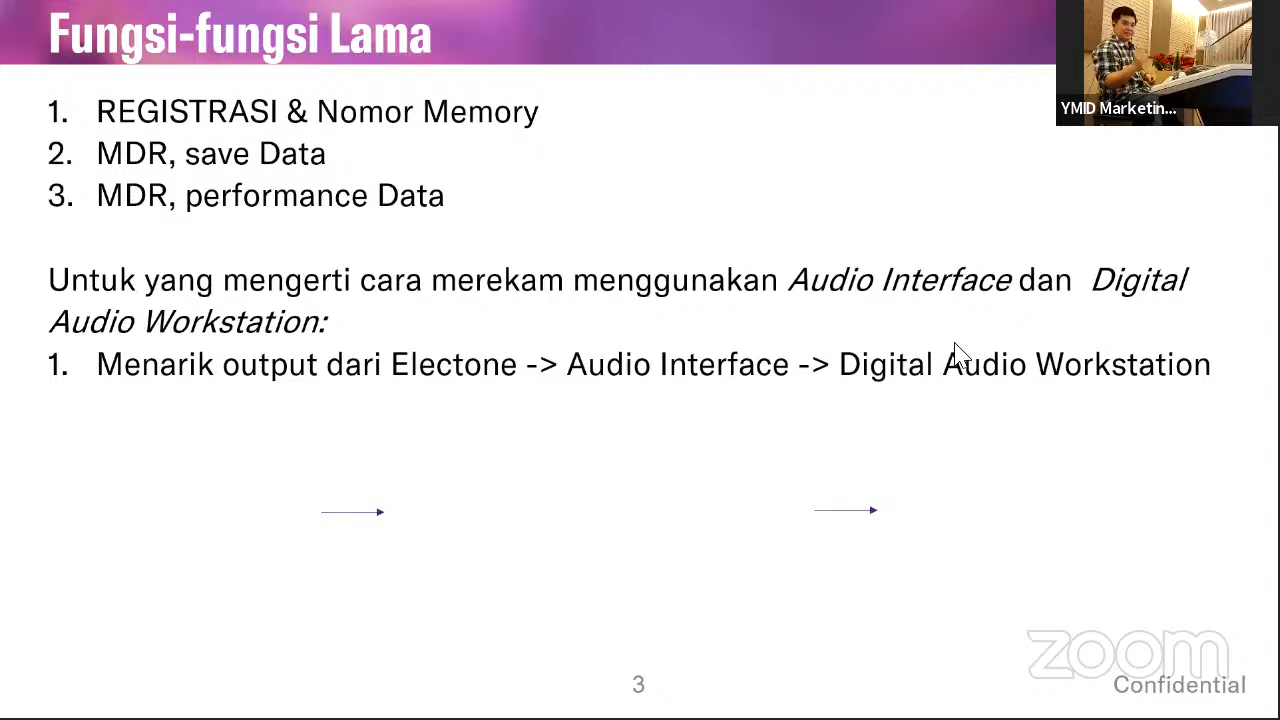 Fungsi-fungsi Lama
YMID Marketin...
1. REGISTRASI & Nomor Memory
2. MDR, save Data
3. MDR, performance Data
Untuk yang mengerti cara merekam menggunakan Audio Interface dan Digital
Audio Workstation:
1. Menarik output dari Electone -> Audio Interface -> Digital Audio Workstation
zoom
3
Confidential